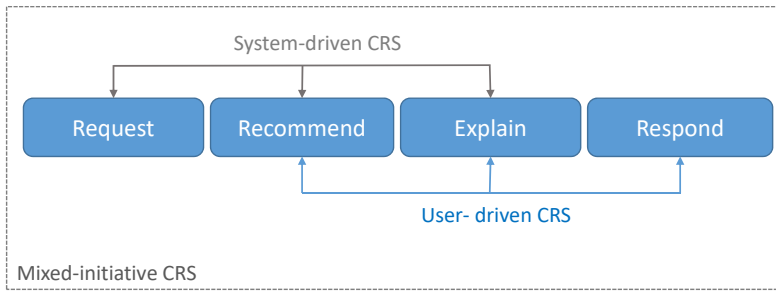 System-driven CRS
Request Recommend Explain Respond
User- driven CRS
Mixed-initiative CRS